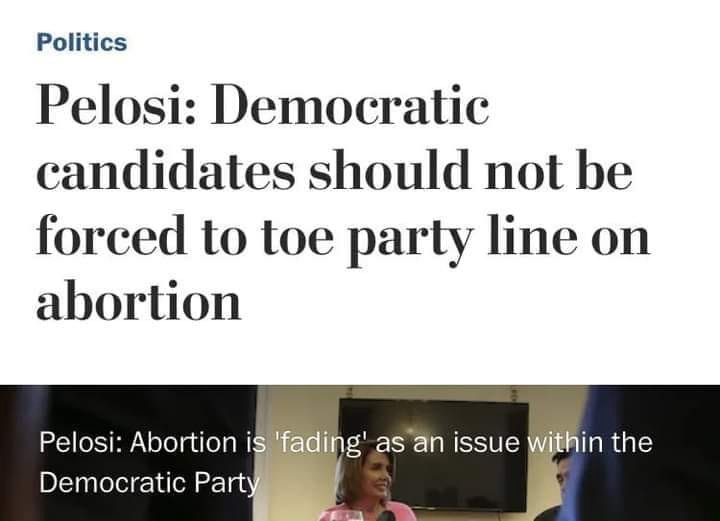 Politics
Pelosi: Democratic
candidates should not be
forced to toe party line on
abortion
Pelosi: Abortion is 'fading' as an issue within the
Democratic Party